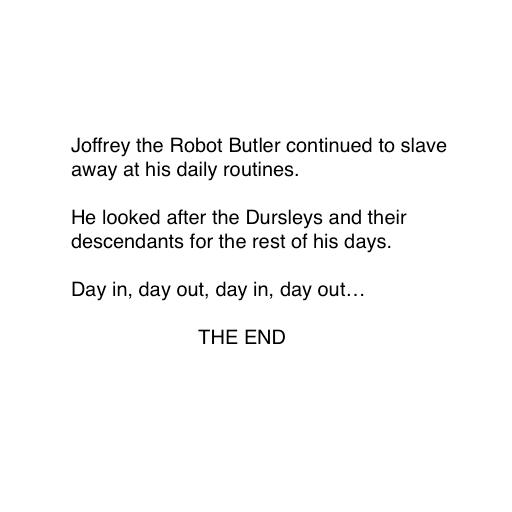 Joffrey the Robot Butler continued to slave
away at his daily routines.
He looked after the Dursleys and their
descendants for the rest of his days.
Day in, day out, day in, day out…
THE END